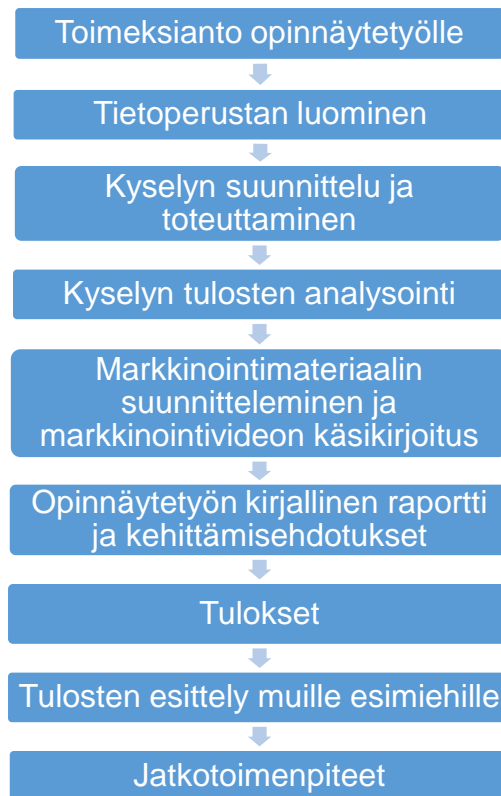 Toimeksianto opinnäytetyölle
Tietoperustan luominen
Kyselyn suunnittelu ja
toteuttaminen
Kyselyn tulosten analysointi
Markkinointimateriaalin
suunnitteleminen ja
markkinointivideon käsikirjoitus
Opinnäytetyön kirjallinen raportti
ja kehittämisehdotukset
Tulokset
Tulosten esittely muille esimiehille
Jatkotoimenpiteet